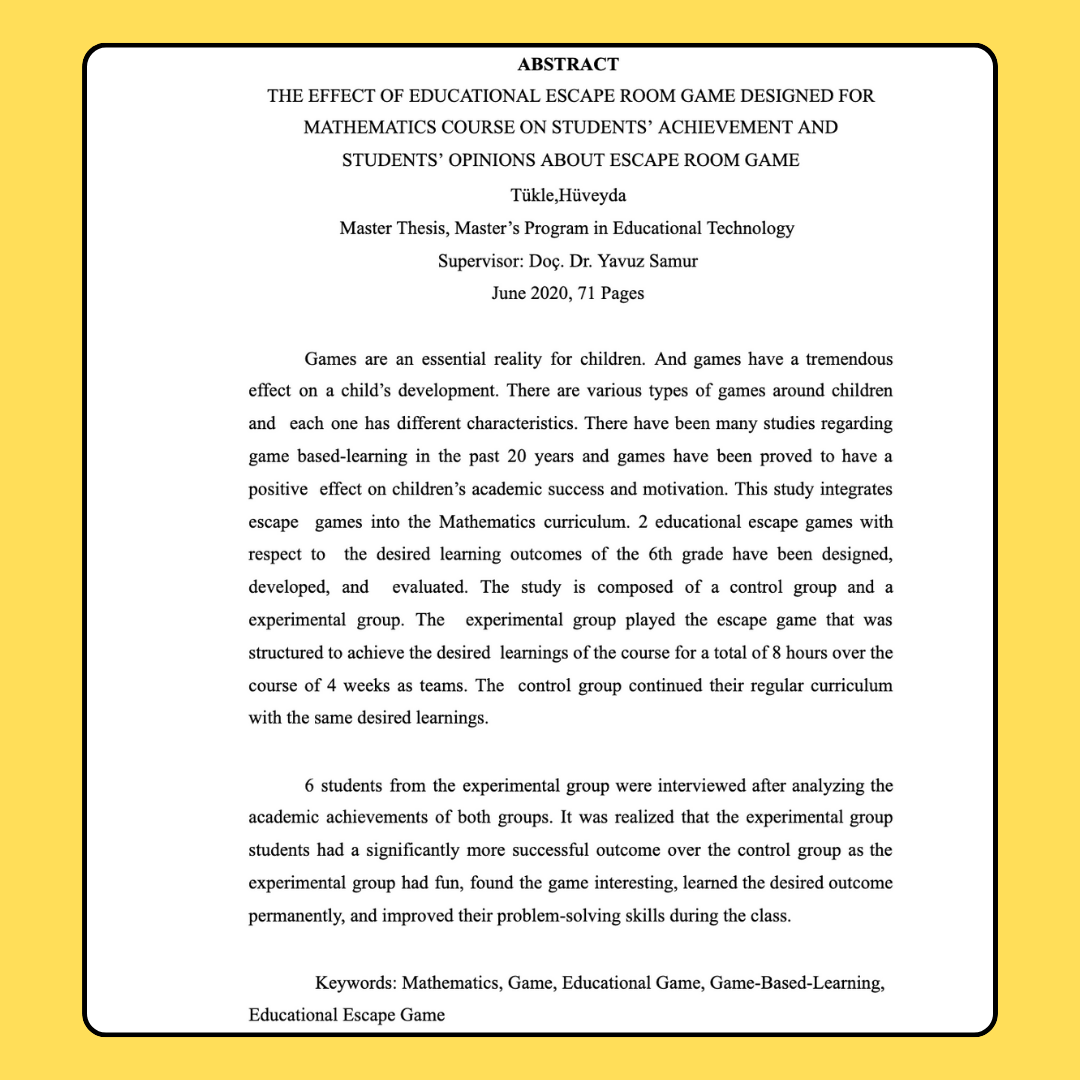 ABSTRACT
THE EFFECT OF EDUCATIONAL ESCAPE ROOM GAME DESIGNED FOR
MATHEMATICS COURSE ON STUDENTS’ ACHIEVEMENT AND
STUDENTS’ OPINIONS ABOUT ESCAPE ROOM GAME
Tükle,Hüveyda
Master Thesis, Master’s Program in Educational Technology
Supervisor: Doç. Dr. Yavuz Samur
June 2020, 71 Pages
Games are an essential reality for children. And games have a tremendous
effect on a child’s development. There are various types of games around children
and each one has different characteristics. There have been many studies regarding
game based-learning in the past 20 years and games have been proved to have a
positive effect on children’s academic success and motivation. This study integrates
escape games into the Mathematics curriculum. 2 educational escape games with
respect to the desired learning outcomes of the 6th grade have been designed,
developed, and evaluated. The study is composed of a control group and a
experimental group. The experimental group played the escape game that was
structured to achieve the desired learnings of the course for a total of 8 hours over the
course of 4 weeks as teams. The control group continued their regular curriculum
with the same desired learnings.
6 students from the experimental group were interviewed after analyzing the
academic achievements of both groups. It was realized that the experimental group
students had a significantly more successful outcome over the control group as the
experimental group had fun, found the game interesting, learned the desired outcome
permanently, and improved their problem-solving skills during the class.
Keywords: Mathematics, Game, Educational Game, Game-Based-Learning,
Educational Escape Game